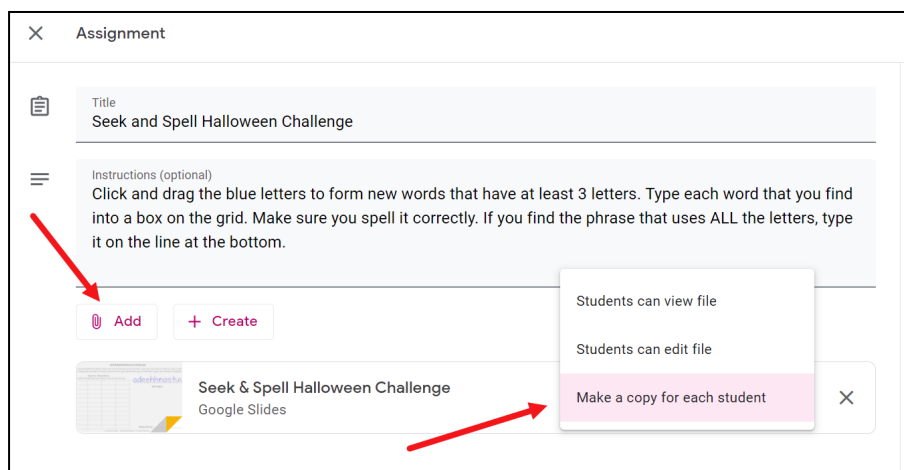 Assignment
Title
Seek and Spell Halloween Challenge
Instructions (optional)
Click and drag the blue letters to form new words that have at least 3 letters. Type each word that you find
into a box on the grid. Make sure you spell it correctly. If you find the phrase that uses ALL the letters, type
it on the line at the bottom.
Add
+ Create
Students can view file
Students can edit file
Make a copy for each student
Seek & Spell Halloween Challenge
Google Slides